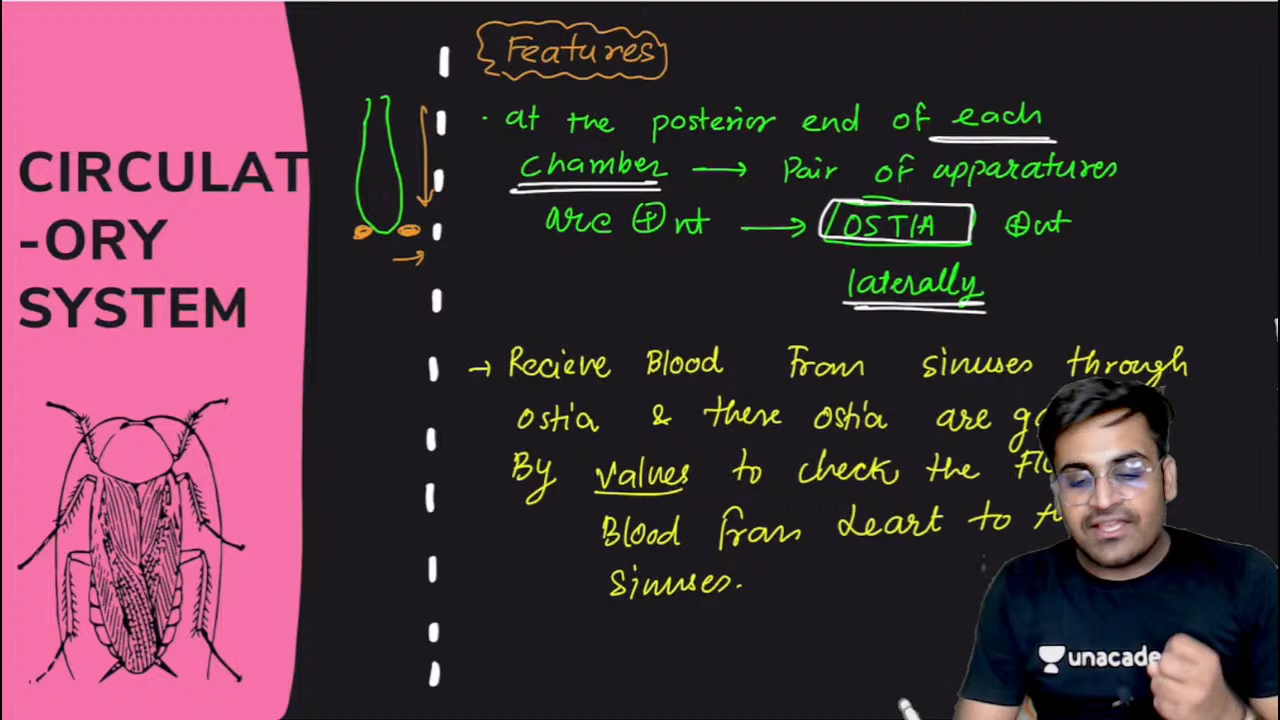 CIRCULAT
-ORY
SYSTEM
Features
· at the posterior end of each
Chamber → Pair of apparatures
are ⊕nt → OSTIA ⊕nt
laterally
→ Recieve Blood From sinuses through
Ostia & these Ostia are
By values to check the
Blood from heart to
Sinuses.
unacade